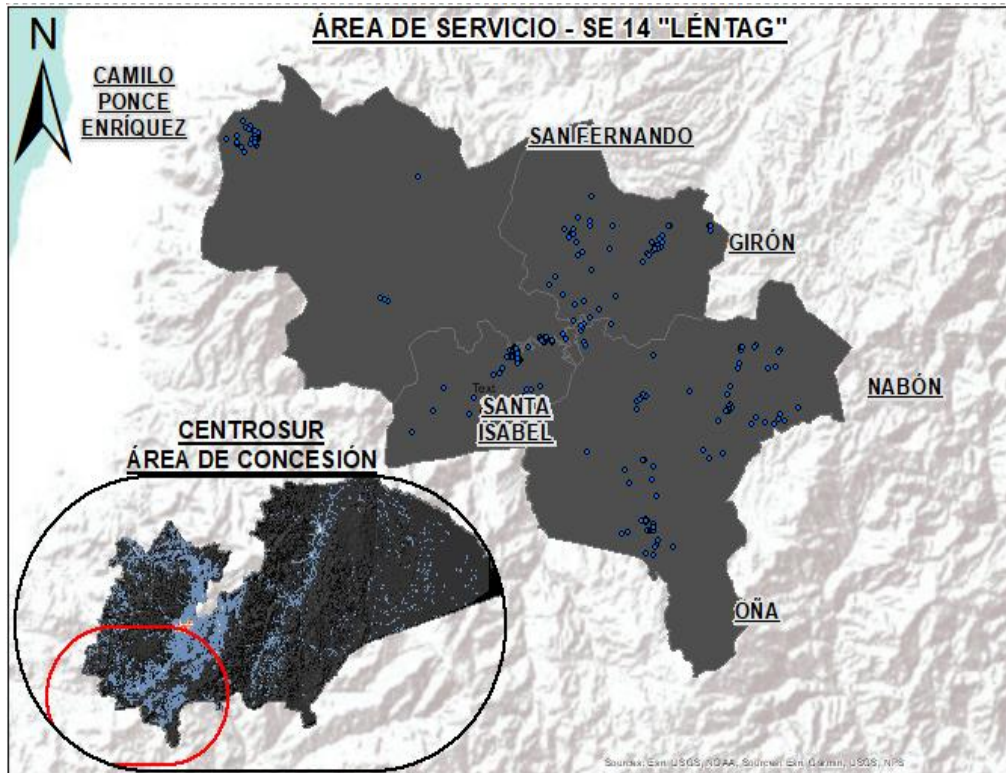 ÁREA DE SERVICIO - SE 14 "LÉNTAG"
N
CAMILO
PONCE
ENRÍQUEZ
SAN FERNANDO
GIRÓN
NABÓN
Text
SANTA
ISABEL
CENTROSUR
ÁREA DE CONCESIÓN
OÑA
Sources: Esri, USGS, NOAA, Sources: Esri, Garmin, USGS, NPS